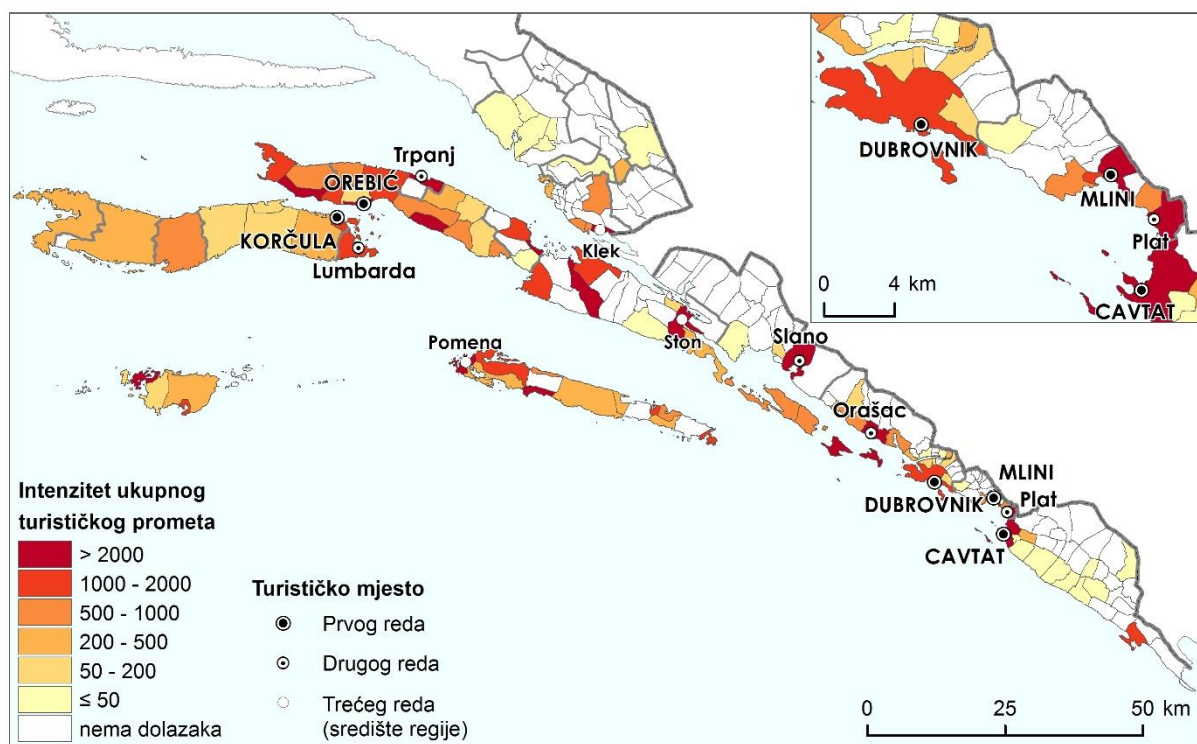 Trpanj
OREBIĆ
KORČULA
Lumbarda
Klek
Pomena
Ston
Slano
Orašac
DUBROVNIK
MLINI
Plat
CAVTAT
DUBROVNIK
MLINI
Plat
CAVTAT
0 4 km
Intenzitet ukupnog
turističkog prometa
> 2000
1000 - 2000
500 - 1000
200 - 500
50 - 200
≤ 50
nema dolazaka
Turističko mjesto
Prvog reda
Drugog reda
Trećeg reda
(središte regije)
0 25 50 km